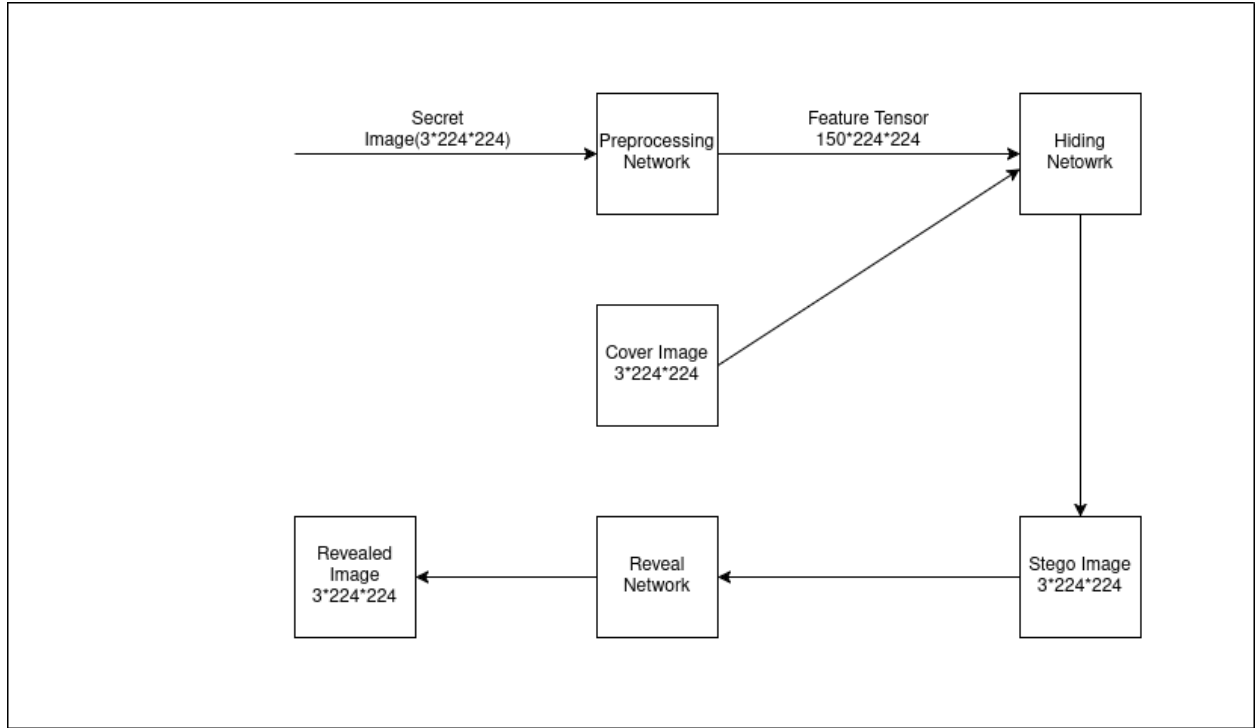 Secret
Image(3*224*224)
Preprocessing
Network
Feature Tensor
150*224*224
Hiding
Netowrk
Cover Image
3*224*224
Revealed
Image
3*224*224
Reveal
Network
Stego Image
3*224*224